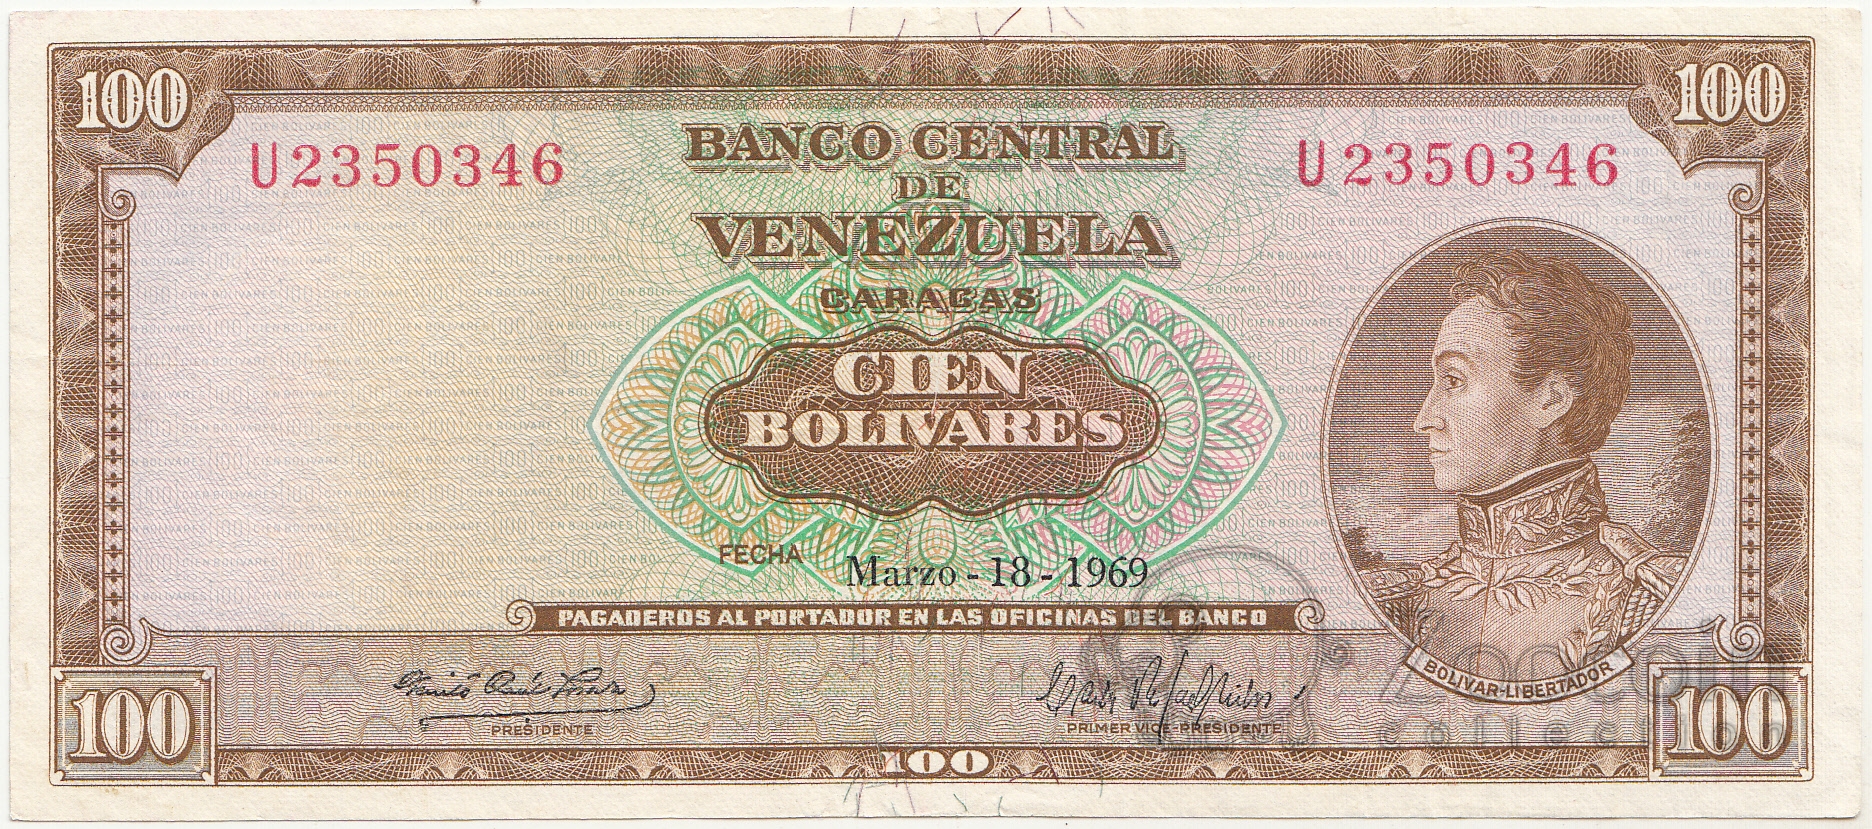 100
100
U2350346
U2350346
BANCO CENTRAL
DE
VENEZUELA
CARACAS
CIEN
BOLIVARES
FECHA Marzo - 18 - 1969
PAGADEROS AL PORTADOR EN LAS OFICINAS DEL BANCO
BOLIVAR-LIBERTADOR
PRESIDENTE
PRIMER VICE-PRESIDENTE
100
100
100
collection